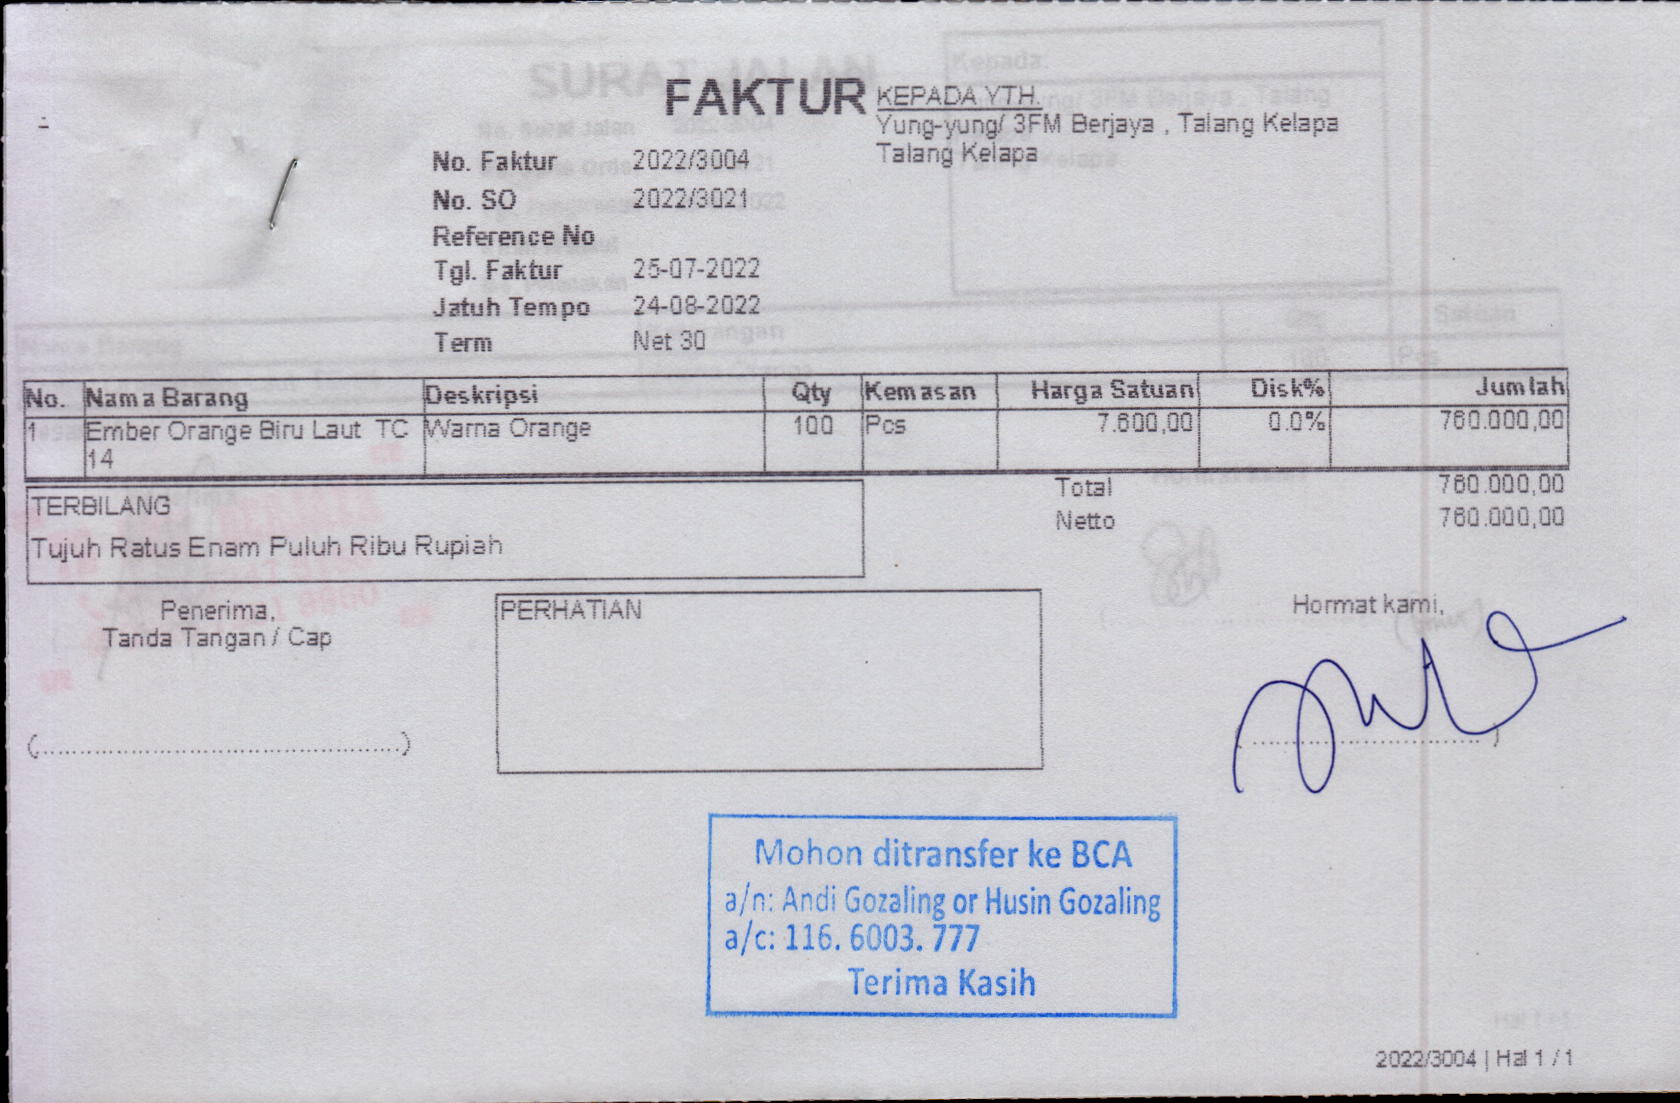 FAKTUR
KEPADA YTH.
Yung-yung/ 3FM Berjaya , Talang Kelapa
Talang Kelapa
No. Faktur 2022/3004
No. SO 2022/3021
Reference No
Tgl. Faktur 25-07-2022
Jatuh Tempo 24-08-2022
Term Net 30
No. Nama Barang Deskripsi Qty Kemasan Harga Satuan Disk% Jumlah
1 Ember Orange Biru Laut TC Warna Orange 100 Pcs 7.600,00 0.0% 760.000,00
14
Total 760.000,00
Netto 760.000,00
TERBILANG
Tujuh Ratus Enam Puluh Ribu Rupiah
Penerima,
Tanda Tangan / Cap
PERHATIAN
Hormat kami,
Mohon ditransfer ke BCA
a/n: Andi Gozaling or Husin Gozaling
a/c: 116. 6003. 777
Terima Kasih
2022/3004 | Hal 1 / 1